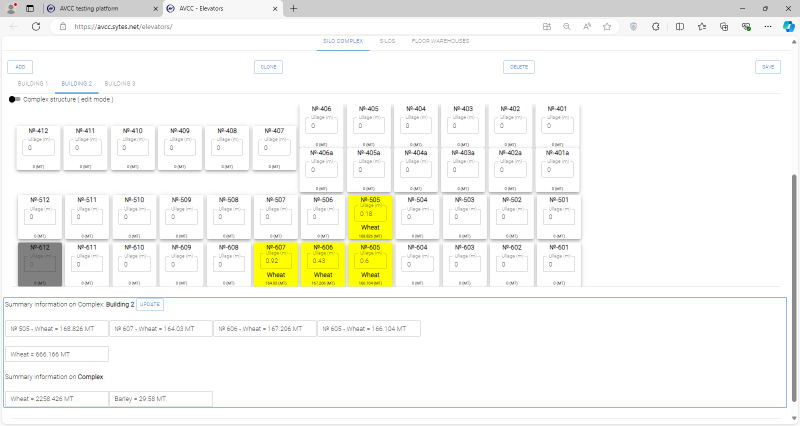 AVCC testing platform
AVCC - Elevators
https://avcc.sytes.net/elevators/
SILO COMPLEX SILOS FLOOR WAREHOUSES
ADD CLONE DELETE SAVE
BUILDING 1 BUILDING 2 BUILDING 3
Complex structure ( edit mode )
№-406 №-405 №-404 №-403 №-402 №-401
Ullage (m) Ullage (m) Ullage (m) Ullage (m) Ullage (m) Ullage (m)
0 0 0 0 0 0
0 (MT) 0 (MT) 0 (MT) 0 (MT) 0 (MT) 0 (MT)
№-412 №-411 №-410 №-409 №-408 №-407
Ullage (m) Ullage (m) Ullage (m) Ullage (m) Ullage (m) Ullage (m)
0 0 0 0 0 0
0 (MT) 0 (MT) 0 (MT) 0 (MT) 0 (MT) 0 (MT)
№-406a №-405a №-404a №-403a №-402a №-401a
Ullage (m) Ullage (m) Ullage (m) Ullage (m) Ullage (m) Ullage (m)
0 0 0 0 0 0
0 (MT) 0 (MT) 0 (MT) 0 (MT) 0 (MT) 0 (MT)
№-512 №-511 №-510 №-509 №-508 №-507 №-506 №-505 №-504 №-503 №-502 №-501
Ullage (m) Ullage (m) Ullage (m) Ullage (m) Ullage (m) Ullage (m) Ullage (m) Ullage (m) Ullage (m) Ullage (m) Ullage (m) Ullage (m)
0 0 0 0 0 0 0 0.18 0 0 0 0
Wheat
0 (MT) 0 (MT) 0 (MT) 0 (MT) 0 (MT) 0 (MT) 0 (MT) 168.826 (MT) 0 (MT) 0 (MT) 0 (MT) 0 (MT)
№-612 №-611 №-610 №-609 №-608 №-607 №-606 №-605 №-604 №-603 №-602 №-601
Ullage (m) Ullage (m) Ullage (m) Ullage (m) Ullage (m) Ullage (m) Ullage (m) Ullage (m) Ullage (m) Ullage (m) Ullage (m) Ullage (m)
0 0 0 0 0 0.92 0.43 0.6 0 0 0 0
Wheat Wheat Wheat
0 (MT) 0 (MT) 0 (MT) 0 (MT) 0 (MT) 164.03 (MT) 167.206 (MT) 166.104 (MT) 0 (MT) 0 (MT) 0 (MT) 0 (MT)
Summary information on Complex: Building 2 UPDATE
№ 505 - Wheat = 168.826 MT № 607 - Wheat = 164.03 MT № 606 - Wheat = 167.206 MT № 605 - Wheat = 166.104 MT
Wheat = 666.166 MT
Summary information on Complex
Wheat = 2258.426 MT Barley = 29.58 MT